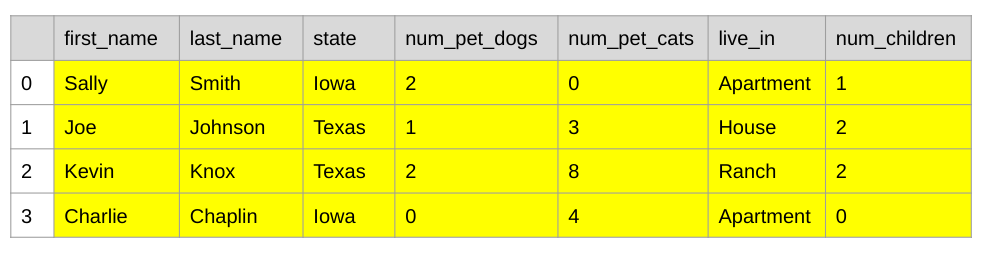 first_name last_name state num_pet_dogs num_pet_cats live_in num_children
0 Sally Smith Iowa 2 0 Apartment 1
1 Joe Johnson Texas 1 3 House 2
2 Kevin Knox Texas 2 8 Ranch 2
3 Charlie Chaplin Iowa 0 4 Apartment 0